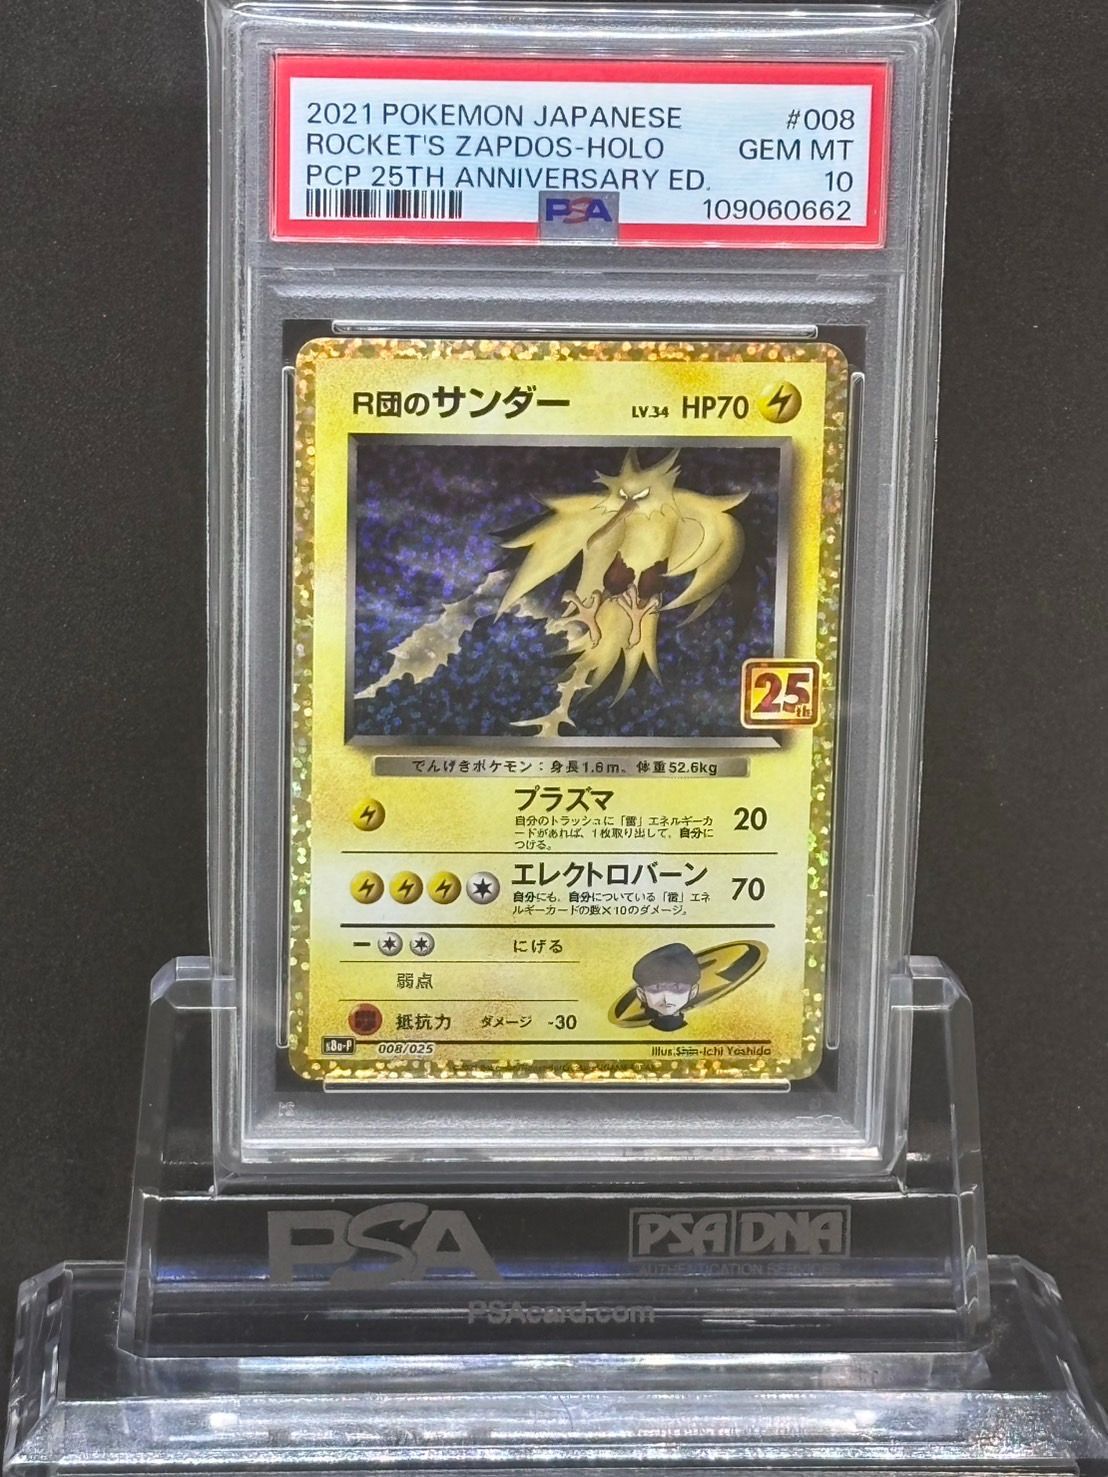 2021 POKEMON JAPANESE #008
ROCKET'S ZAPDOS-HOLO GEM MT
PCP 25TH ANNIVERSARY ED. 10
PSA 109060662
R団のサンダー LV.34 HP70
25th
でんげきポケモン：身長1.6m、体重52.6kg
プラズマ 20
自分のトラッシュに「雷」エネルギーカ
ードがあれば、1枚取り出して、自分に
つける。
エレクトロバーン 70
自分にも、自分についている「雷」エネ
ルギーカードの数×10のダメージ。
にげる
弱点
抵抗力 ダメージ -30
s8a-P 008/025 Illus.Shin-ichi Yoshida
PSA PSA DNA
AUTHENTICATION SERVICES
PSAcard.com